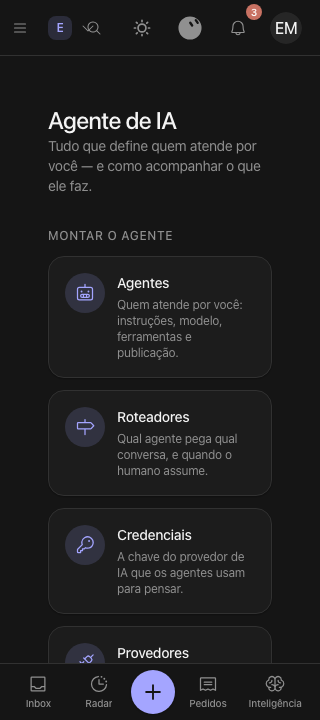 E
3
EM
Agente de IA
Tudo que define quem atende por
você — e como acompanhar o que
ele faz.
MONTAR O AGENTE
Agentes
Quem atende por você:
instruções, modelo,
ferramentas e
publicação.
Roteadores
Qual agente pega qual
conversa, e quando o
humano assume.
Credenciais
A chave do provedor de
IA que os agentes usam
para pensar.
Provedores
Inbox
Radar
Pedidos
Inteligência